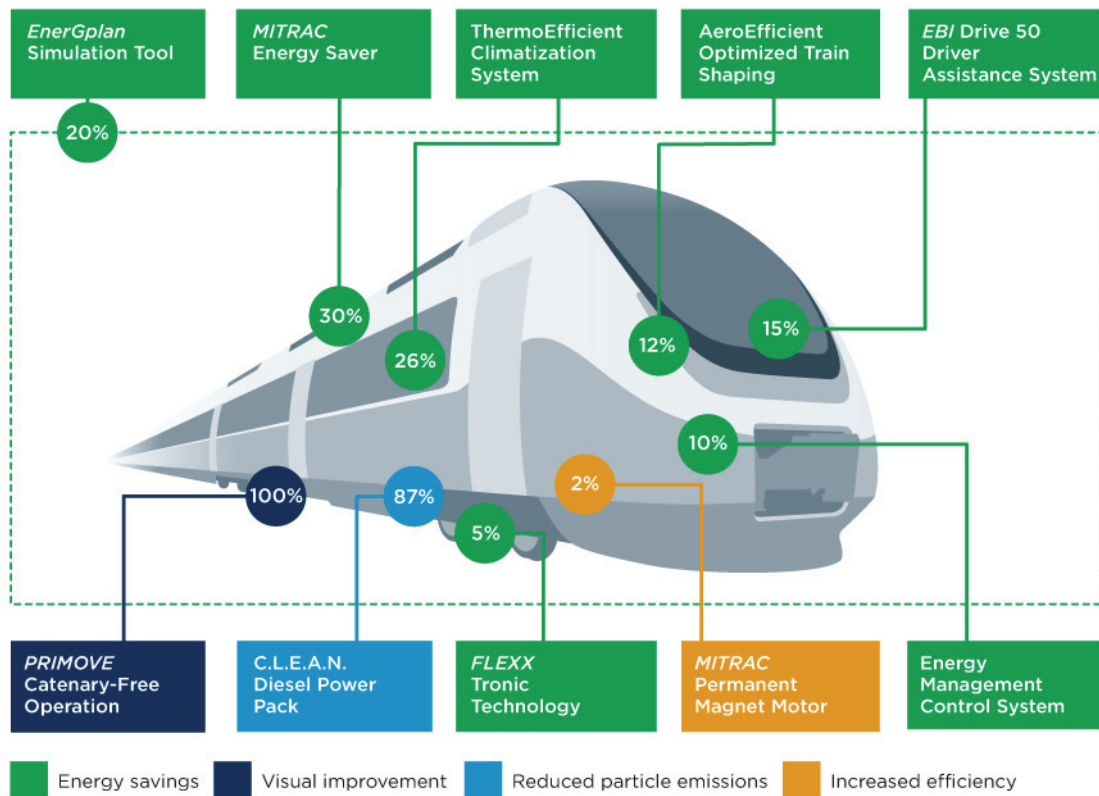 EnerGplan
Simulation Tool
MITRAC
Energy Saver
ThermoEfficient
Climatization
System
AeroEfficient
Optimized Train
Shaping
EBI Drive 50
Driver
Assistance System
20%
30%
26%
12%
15%
10%
100%
87%
5%
2%
PRIMOVE
Catenary-Free
Operation
C.L.E.A.N.
Diesel Power
Pack
FLEXX
Tronic
Technology
MITRAC
Permanent
Magnet Motor
Energy
Management
Control System
Energy savings
Visual improvement
Reduced particle emissions
Increased efficiency